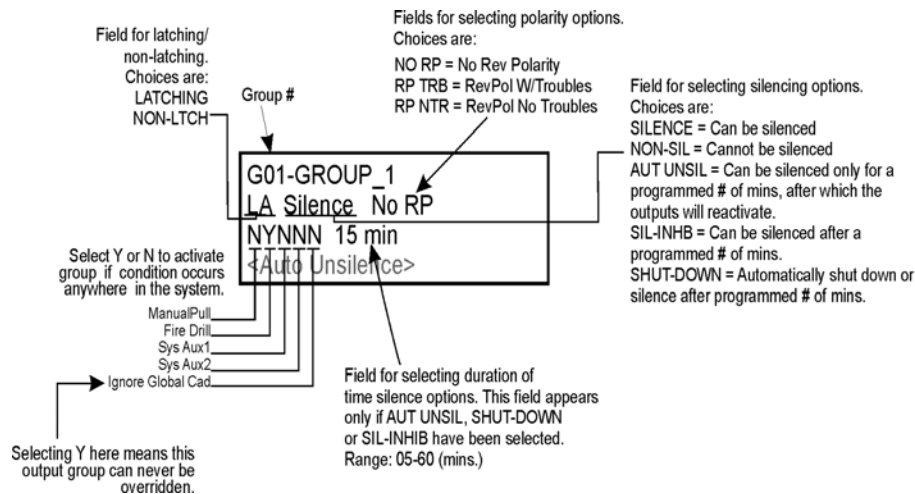 Field for latching/
non-latching.
Choices are:
LATCHING
NON-LTCH
Group #
Fields for selecting polarity options.
Choices are:
NO RP = No Rev Polarity
RP TRB = RevPol W/Troubles
RP NTR = RevPol No Troubles
Field for selecting silencing options.
Choices are:
SILENCE = Can be silenced
NON-SIL = Cannot be silenced
AUT UNSIL = Can be silenced only for a
programmed # of mins, after which the
outputs will reactivate.
SIL-INHB = Can be silenced after a
programmed # of mins.
SHUT-DOWN = Automatically shut down or
silence after programmed # of mins.
G01-GROUP_1
LA Silence No RP
NYNNN 15 min
<Auto Unsilence>
Select Y or N to activate
group if condition occurs
anywhere in the system.
ManualPull
Fire Drill
Sys Aux1
Sys Aux2
Ignore Global Cad
Selecting Y here means this
output group can never be
overridden.
Field for selecting duration of
time silence options. This field appears
only if AUT UNSIL, SHUT-DOWN
or SIL-INHIB have been selected.
Range: 05-60 (mins.)